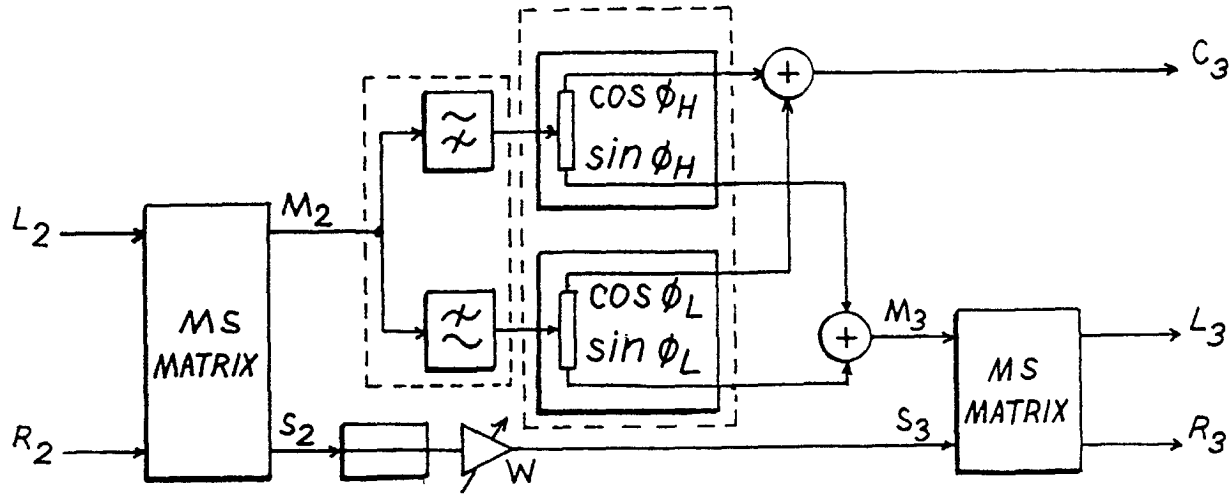 C3
cos ϕH
sin ϕH
M2
L2
MS
MATRIX
cos ϕL
sin ϕL
M3
L3
MS
MATRIX
R2
S2
W
S3
R3